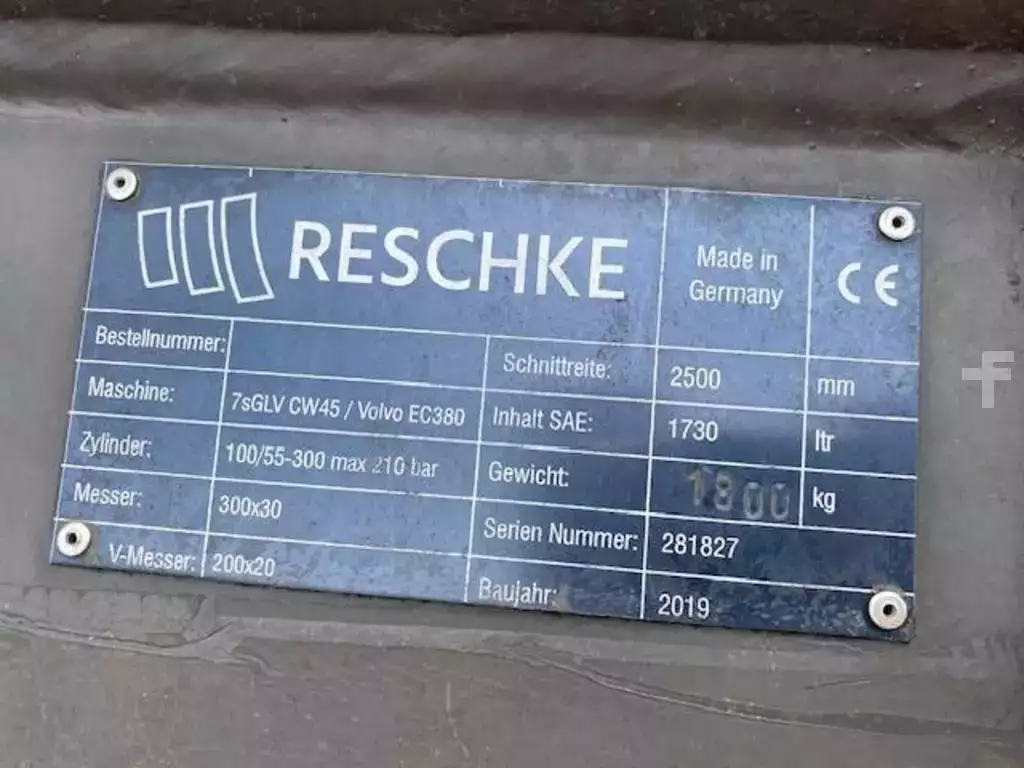 RESCHKE
Made in
Germany
CE
Bestellnummer:
Schnittreite: 2500 mm
Maschine: 7sGLV CW45 / Volvo EC380
Inhalt SAE: 1730 ltr
Zylinder: 100/55-300 max 210 bar
Gewicht: 1800 kg
Messer: 300x30
Serien Nummer: 281827
V-Messer: 200x20
Baujahr: 2019